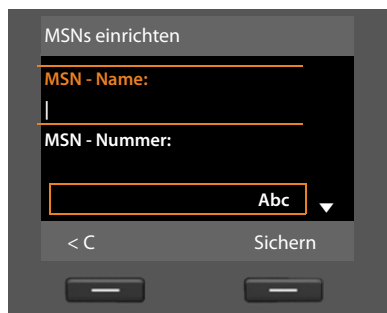 MSNs einrichten
MSN - Name:
MSN - Nummer:
Abc
< C Sichern